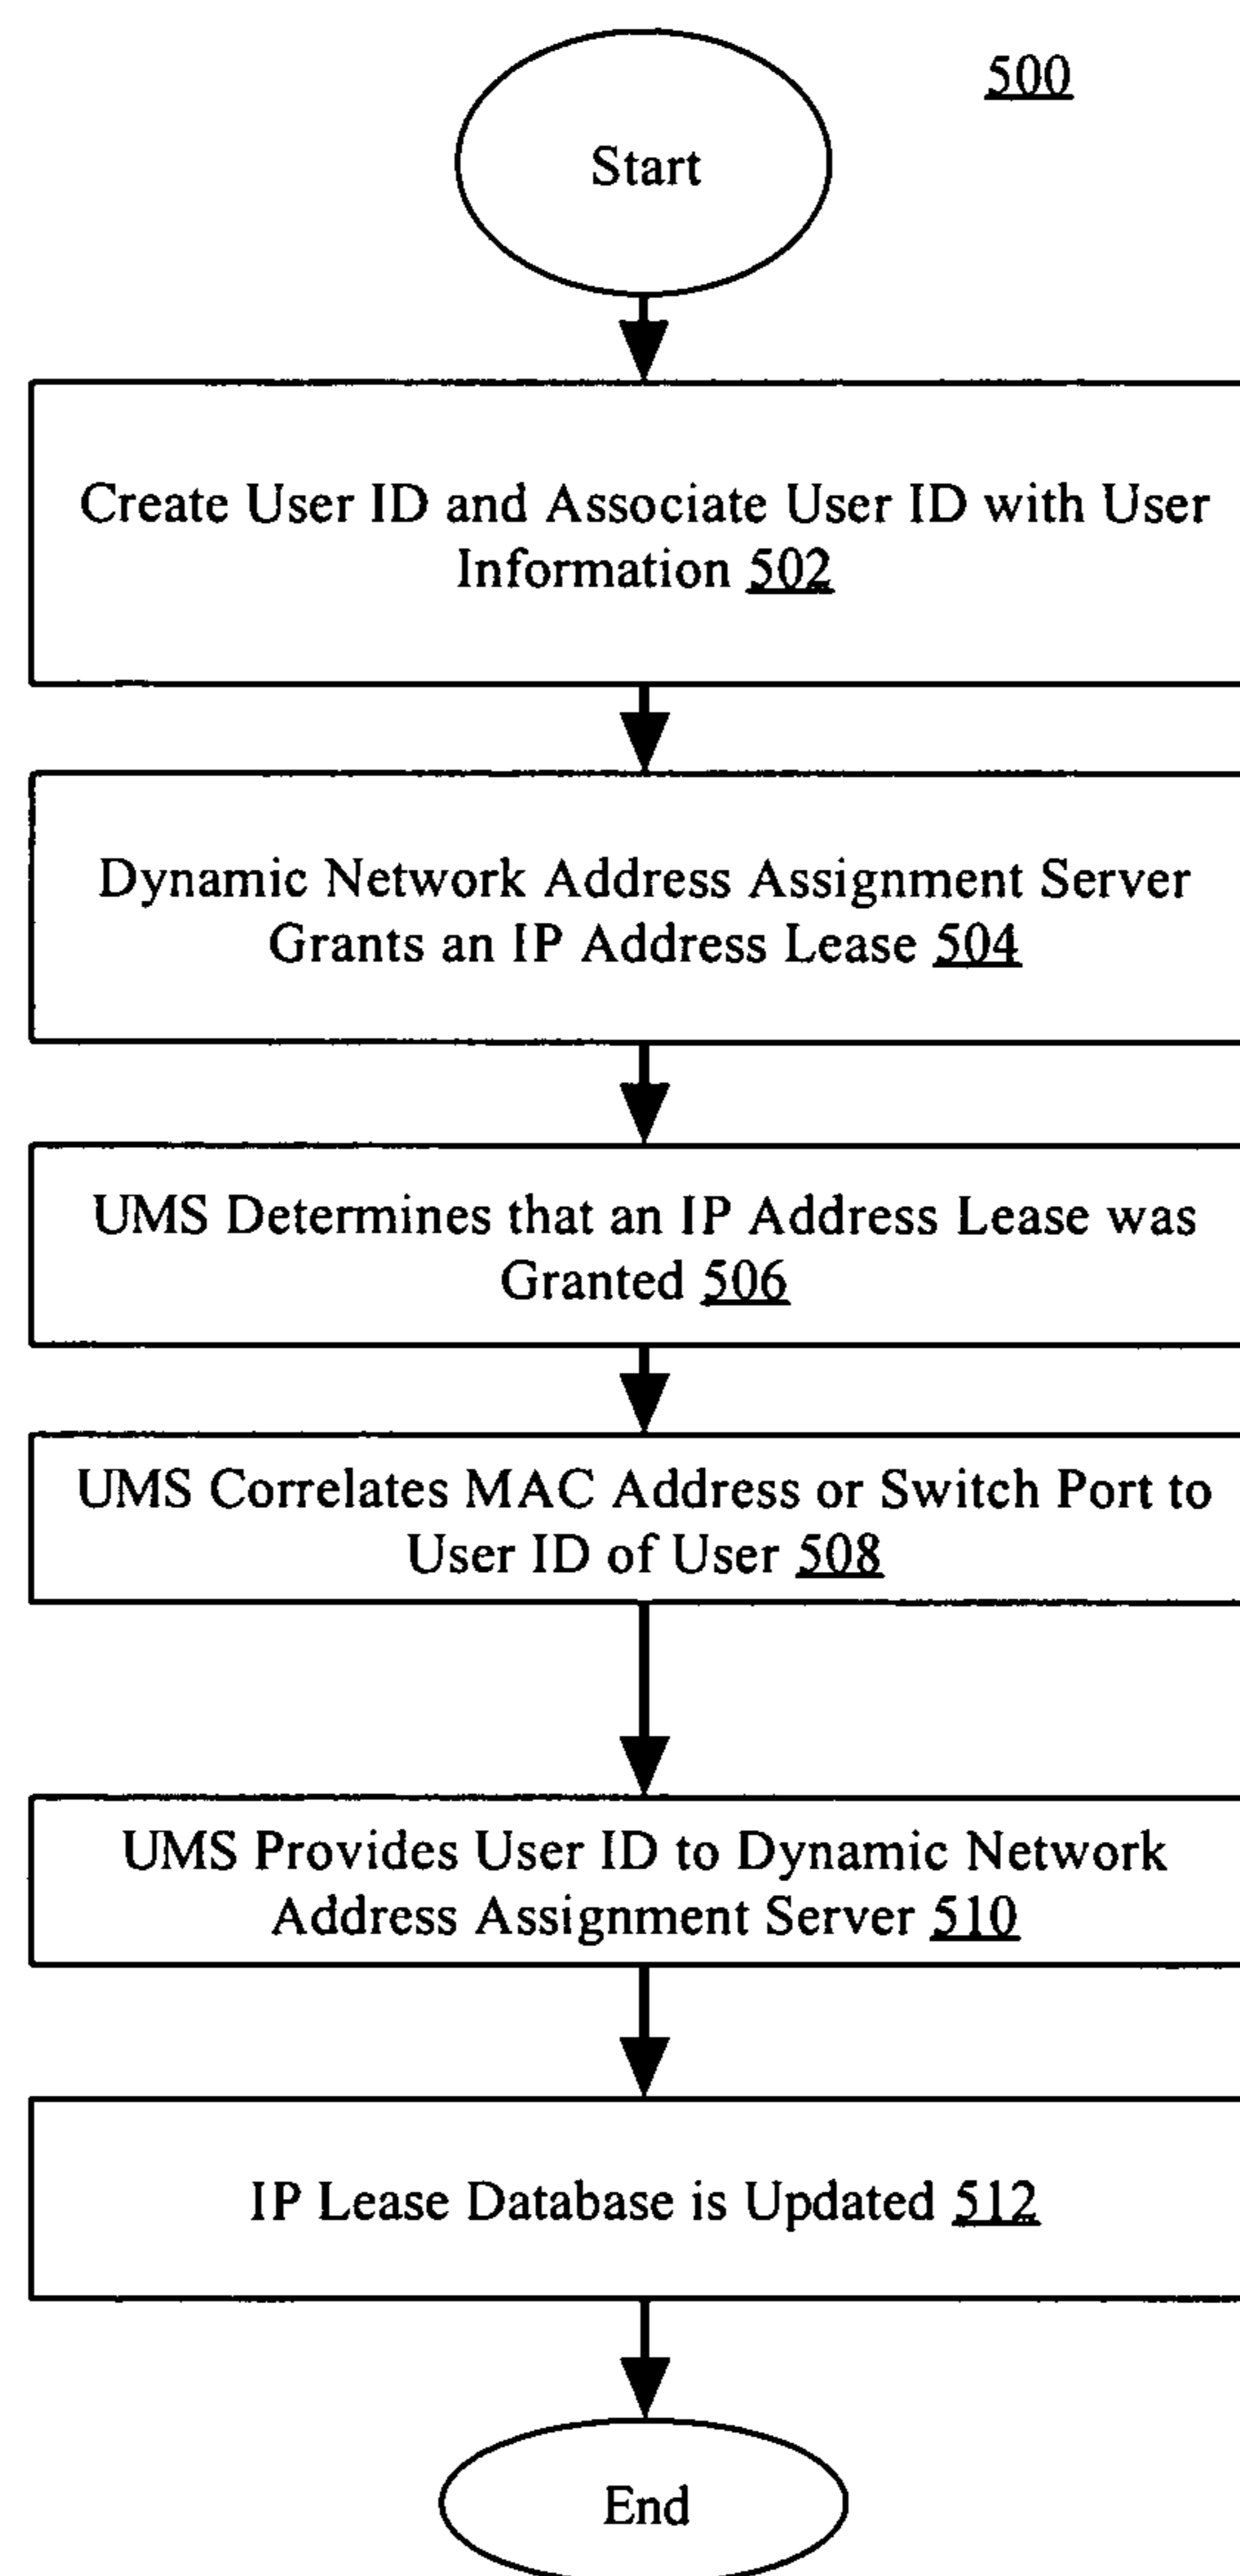 500
Start
Create User ID and Associate User ID with User
Information 502
Dynamic Network Address Assignment Server
Grants an IP Address Lease 504
UMS Determines that an IP Address Lease was
Granted 506
UMS Correlates MAC Address or Switch Port to
User ID of User 508
UMS Provides User ID to Dynamic Network
Address Assignment Server 510
IP Lease Database is Updated 512
End